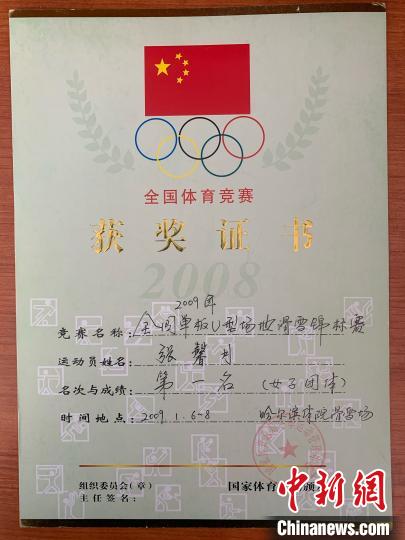 全国体育竞赛
获奖证书
2008
2009年
竞赛名称:全国单板U型场地滑雪锦标赛
运动员姓名 张馨
名次与成绩:第一名 (女子团体)
时间地点:2009.1.6-8 哈尔滨体院滑雪场
组织委员会(章) 国家体育
主任签名:
中新网
WWW.CHINANEWS.COM